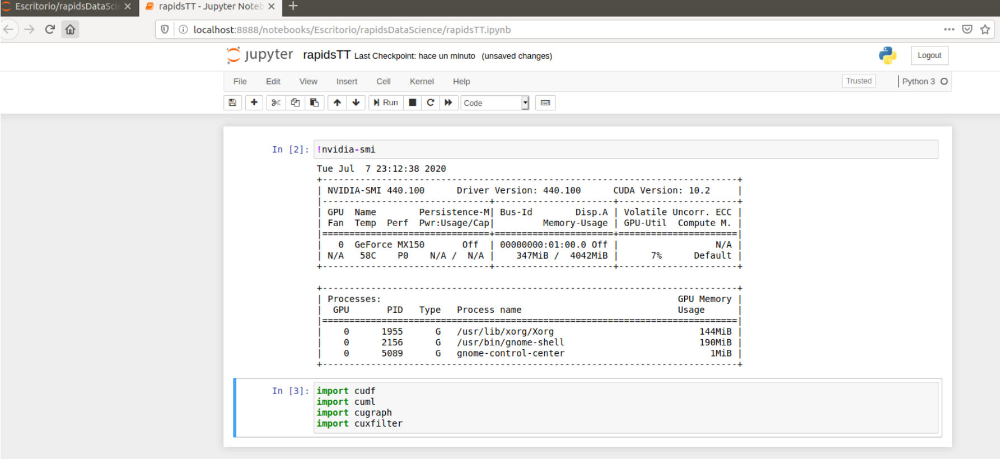 Escritorio/rapidsDataScie
rapidsTT - Jupyter Noteb
localhost:8888/notebooks/Escritorio/rapidsDataScience/rapidsTT.ipynb
jupyter rapidsTT Last Checkpoint: hace un minuto (unsaved changes)
Logout
File Edit View Insert Cell Kernel Help
Trusted
Python 3
Run
Code
In [2]: !nvidia-smi
Tue Jul  7 23:12:38 2020
+-----------------------------------------------------------------------------+
| NVIDIA-SMI 440.100      Driver Version: 440.100      CUDA Version: 10.2     |
|-------------------------------+----------------------+----------------------+
| GPU  Name        Persistence-M| Bus-Id        Disp.A | Volatile Uncorr. ECC |
| Fan  Temp  Perf  Pwr:Usage/Cap|         Memory-Usage | GPU-Util  Compute M. |
|===============================+======================+======================|
|   0  GeForce MX150       Off  | 00000000:01:00.0 Off |                  N/A |
| N/A   58C    P0    N/A /  N/A |    347MiB /  4042MiB |      7%      Default |
+-------------------------------+----------------------+----------------------+
+-----------------------------------------------------------------------------+
| Processes:                                                       GPU Memory |
|  GPU       PID   Type   Process name                             Usage      |
|=============================================================================|
|    0      1955      G   /usr/lib/xorg/Xorg                           144MiB |
|    0      2156      G   /usr/bin/gnome-shell                         190MiB |
|    0      5089      G   gnome-control-center                           1MiB |
+-----------------------------------------------------------------------------+
In [3]: import cudf
import cuml
import cugraph
import cuxfilter